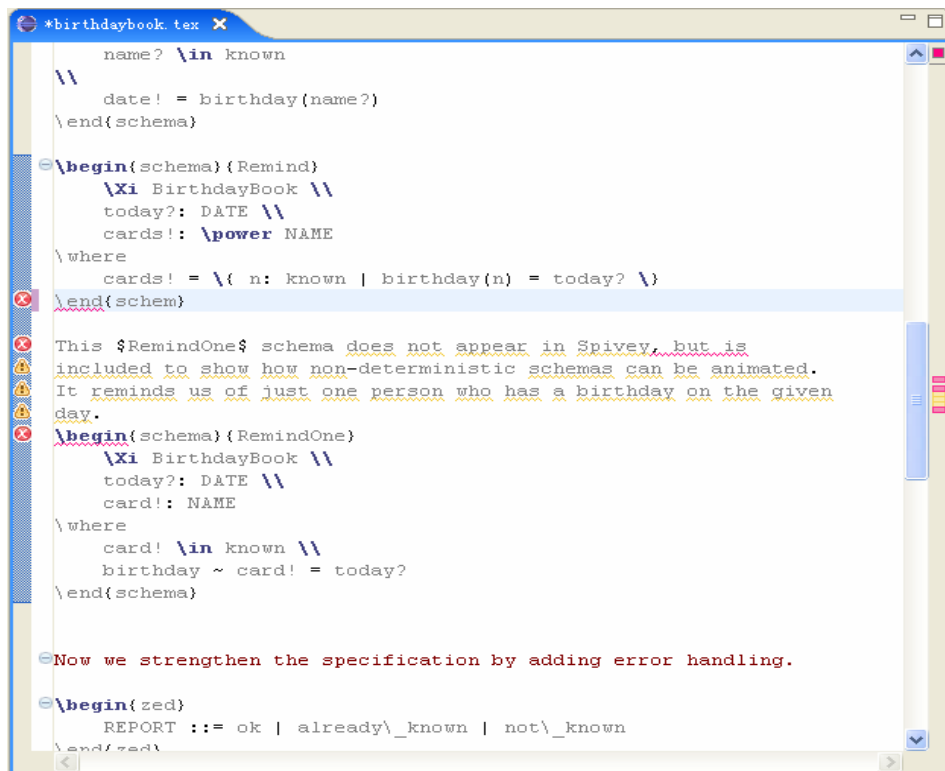 *birthdaybook.tex
name? \in known
\\
date! = birthday(name?)
\end{schema}
\begin{schema}{Remind}
\Xi BirthdayBook \\
today?: DATE \\
cards!: \power NAME
\where
cards! = \{ n: known | birthday(n) = today? \}
\end{schem}
This $RemindOne$ schema does not appear in Spivey, but is
included to show how non-deterministic schemas can be animated.
It reminds us of just one person who has a birthday on the given
day.
\begin{schema}{RemindOne}
\Xi BirthdayBook \\
today?: DATE \\
card!: NAME
\where
card! \in known \\
birthday ~ card! = today?
\end{schema}
Now we strengthen the specification by adding error handling.
\begin{zed}
REPORT ::= ok | already\_known | not\_known
\end{zed}